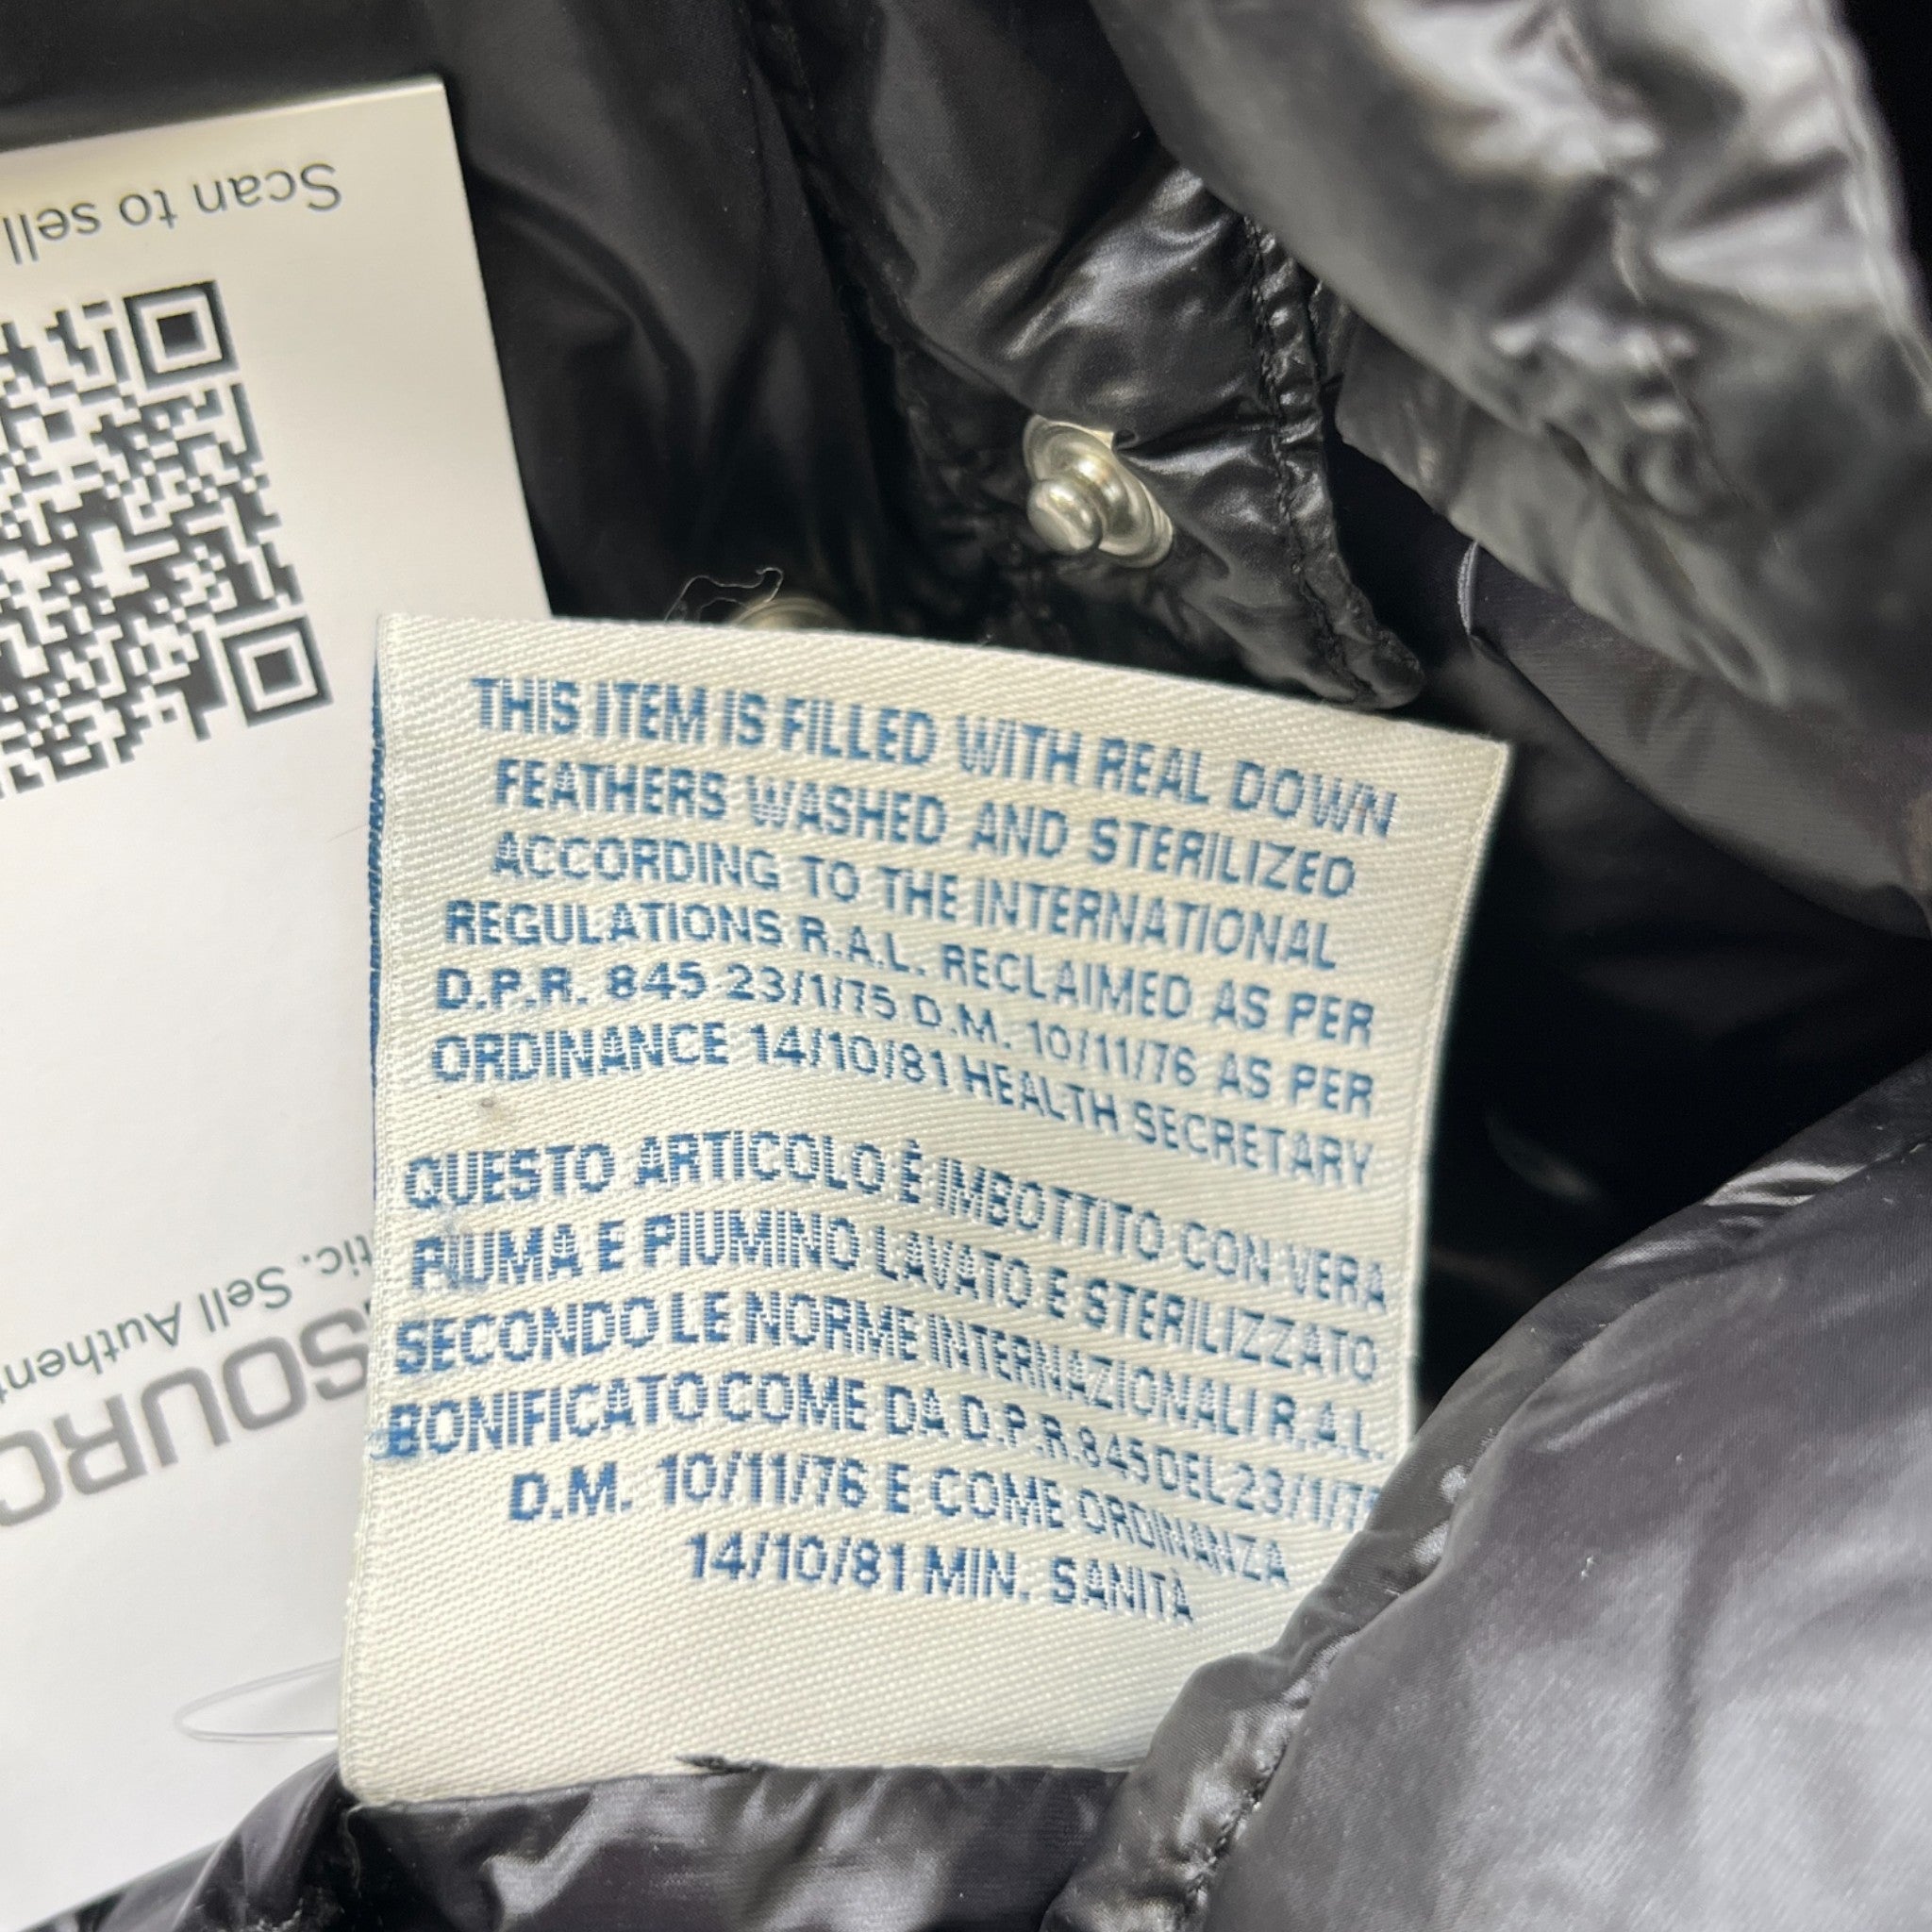 Scan to sell
THIS ITEM IS FILLED WITH REAL DOWN
FEATHERS WASHED AND STERILIZED
ACCORDING TO THE INTERNATIONAL
REGULATIONS R.A.L. RECLAIMED AS PER
D.P.R. 845 23/1/75 D.M. 10/11/76 AS PER
ORDINANCE 14/10/81 HEALTH SECRETARY
QUESTO ARTICOLO È IMBOTTITO CON VERA
PIUMA E PIUMINO LAVATO E STERILIZZATO
SECONDO LE NORME INTERNAZIONALI R.A.L.
BONIFICATO COME DA D.P.R.845 DEL 23/1/75
D.M. 10/11/76 E COME ORDINANZA
14/10/81 MIN. SANITÀ
Sell Authent